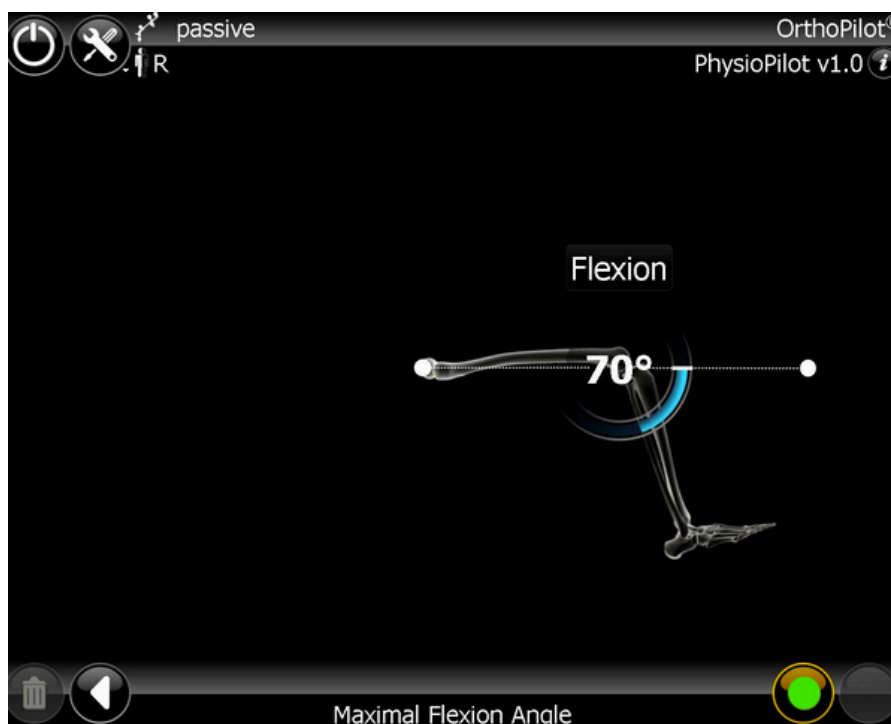 passive
OrthoPilot®
R
PhysioPilot v1.0 i
Flexion
70°
Maximal Flexion Angle